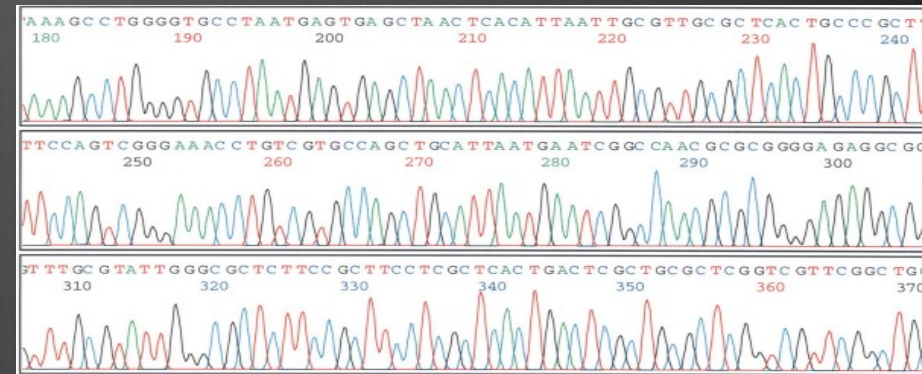 AAAGCCTGGGGTGCCTAATGAGTGAGCTAACTCACATTAATTGCGTTGCGCTCACTGCCCGCT
180 190 200 210 220 230 240
TTCCAGTCGGGAAACCTGTCGTGCCAGCTGCATTAATGAATCGGCCAACGCGCGGGGAGAGGCG
250 260 270 280 290 300
TTTGCGTATTGGGCGCTCTTCCGCTTCCTCGCTCACTGACTCGCTGCGCTCGGTCGTTCGGCTG
310 320 330 340 350 360 370